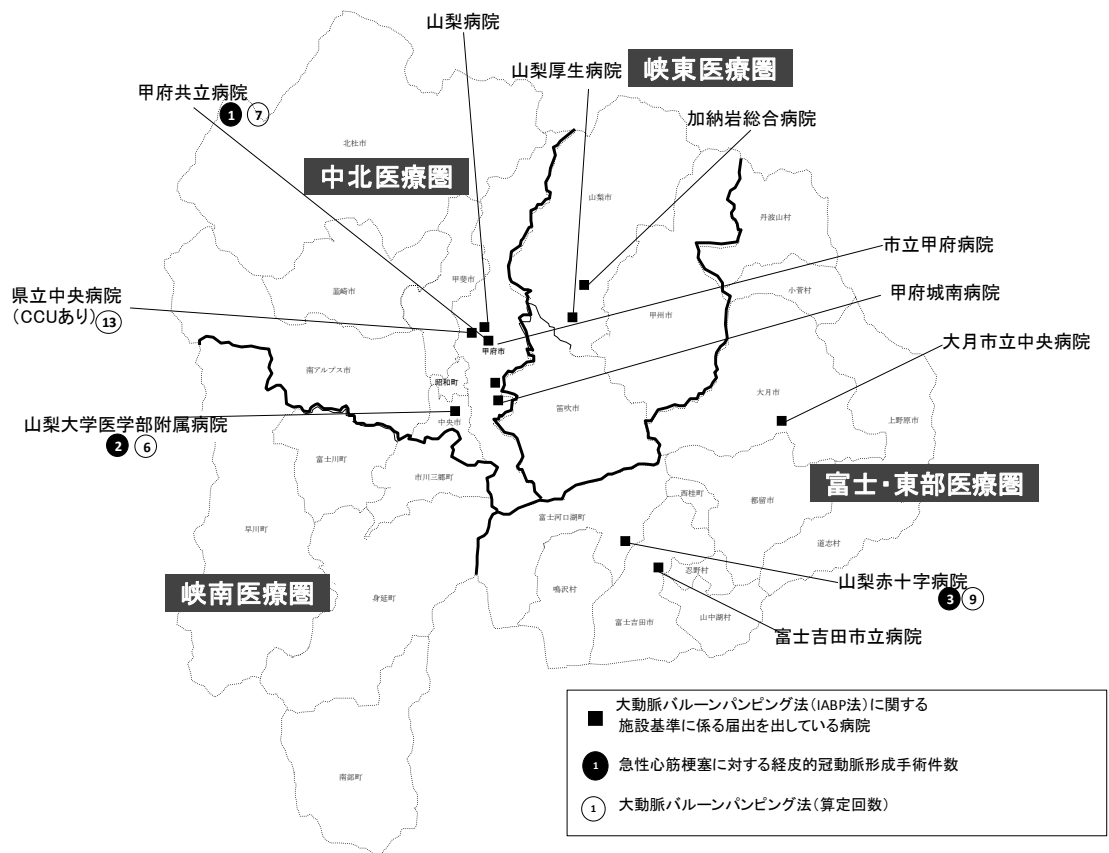 山梨病院
山梨厚生病院
峡東医療圏
甲府共立病院
1 7
加納岩総合病院
北杜市
中北医療圏
山梨市
丹波山村
市立甲府病院
甲斐市
小菅村
韮崎市
県立中央病院
(CCUあり)13
甲府城南病院
甲州市
甲府市
大月市立中央病院
南アルプス市
昭和町
大月市
笛吹市
上野原市
山梨大学医学部附属病院
2 6
中央市
富士川町
市川三郷町
富士・東部医療圏
西桂町
都留市
富士河口湖町
早川町
道志村
忍野村
山梨赤十字病院
3 9
峡南医療圏
鳴沢村
身延町
山中湖村
富士吉田市
富士吉田市立病院
南部町
大動脈バルーンパンピング法(IABP法)に関する
施設基準に係る届出を出している病院
1 急性心筋梗塞に対する経皮的冠動脈形成手術件数
1 大動脈バルーンパンピング法(算定回数)